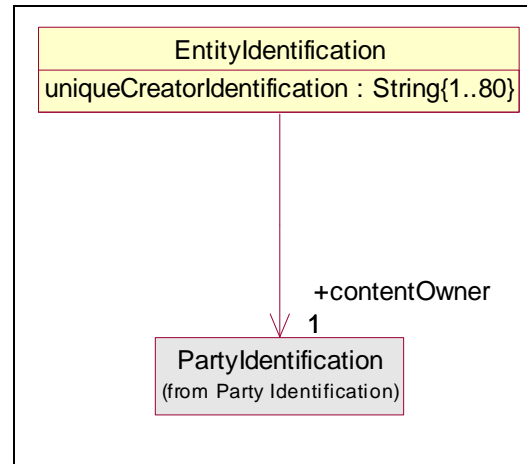 EntityIdentification
uniqueCreatorIdentification : String{1..80}
+contentOwner
1
PartyIdentification
(from Party Identification)